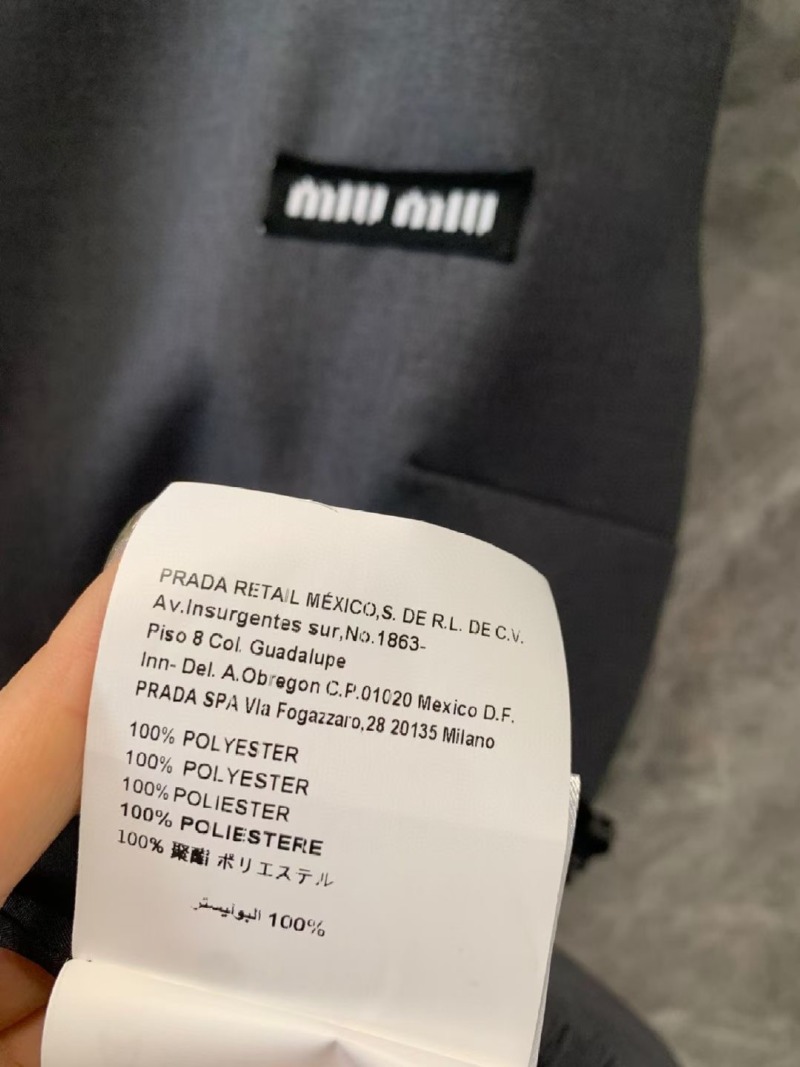 miu miu
PRADA RETAIL MÉXICO,S. DE R.L. DE C.V.
Av.Insurgentes sur,No.1863-
Piso 8 Col. Guadalupe
Inn- Del. A.Obregon C.P.01020 Mexico D.F.
PRADA SPA VIa Fogazzaro,28 20135 Milano
100% POLYESTER
100% POLYESTER
100% POLIESTER
100% POLIESTERE
100% 聚酯 ポリエステル
100% البوليستر